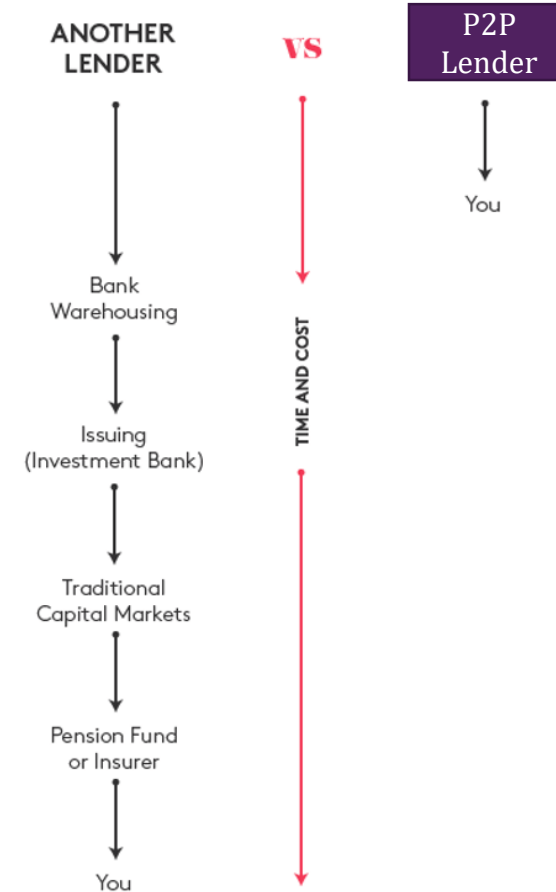 ANOTHER
LENDER
VS
P2P
Lender
You
Bank
Warehousing
TIME AND COST
Issuing
(Investment Bank)
Traditional
Capital Markets
Pension Fund
or Insurer
You